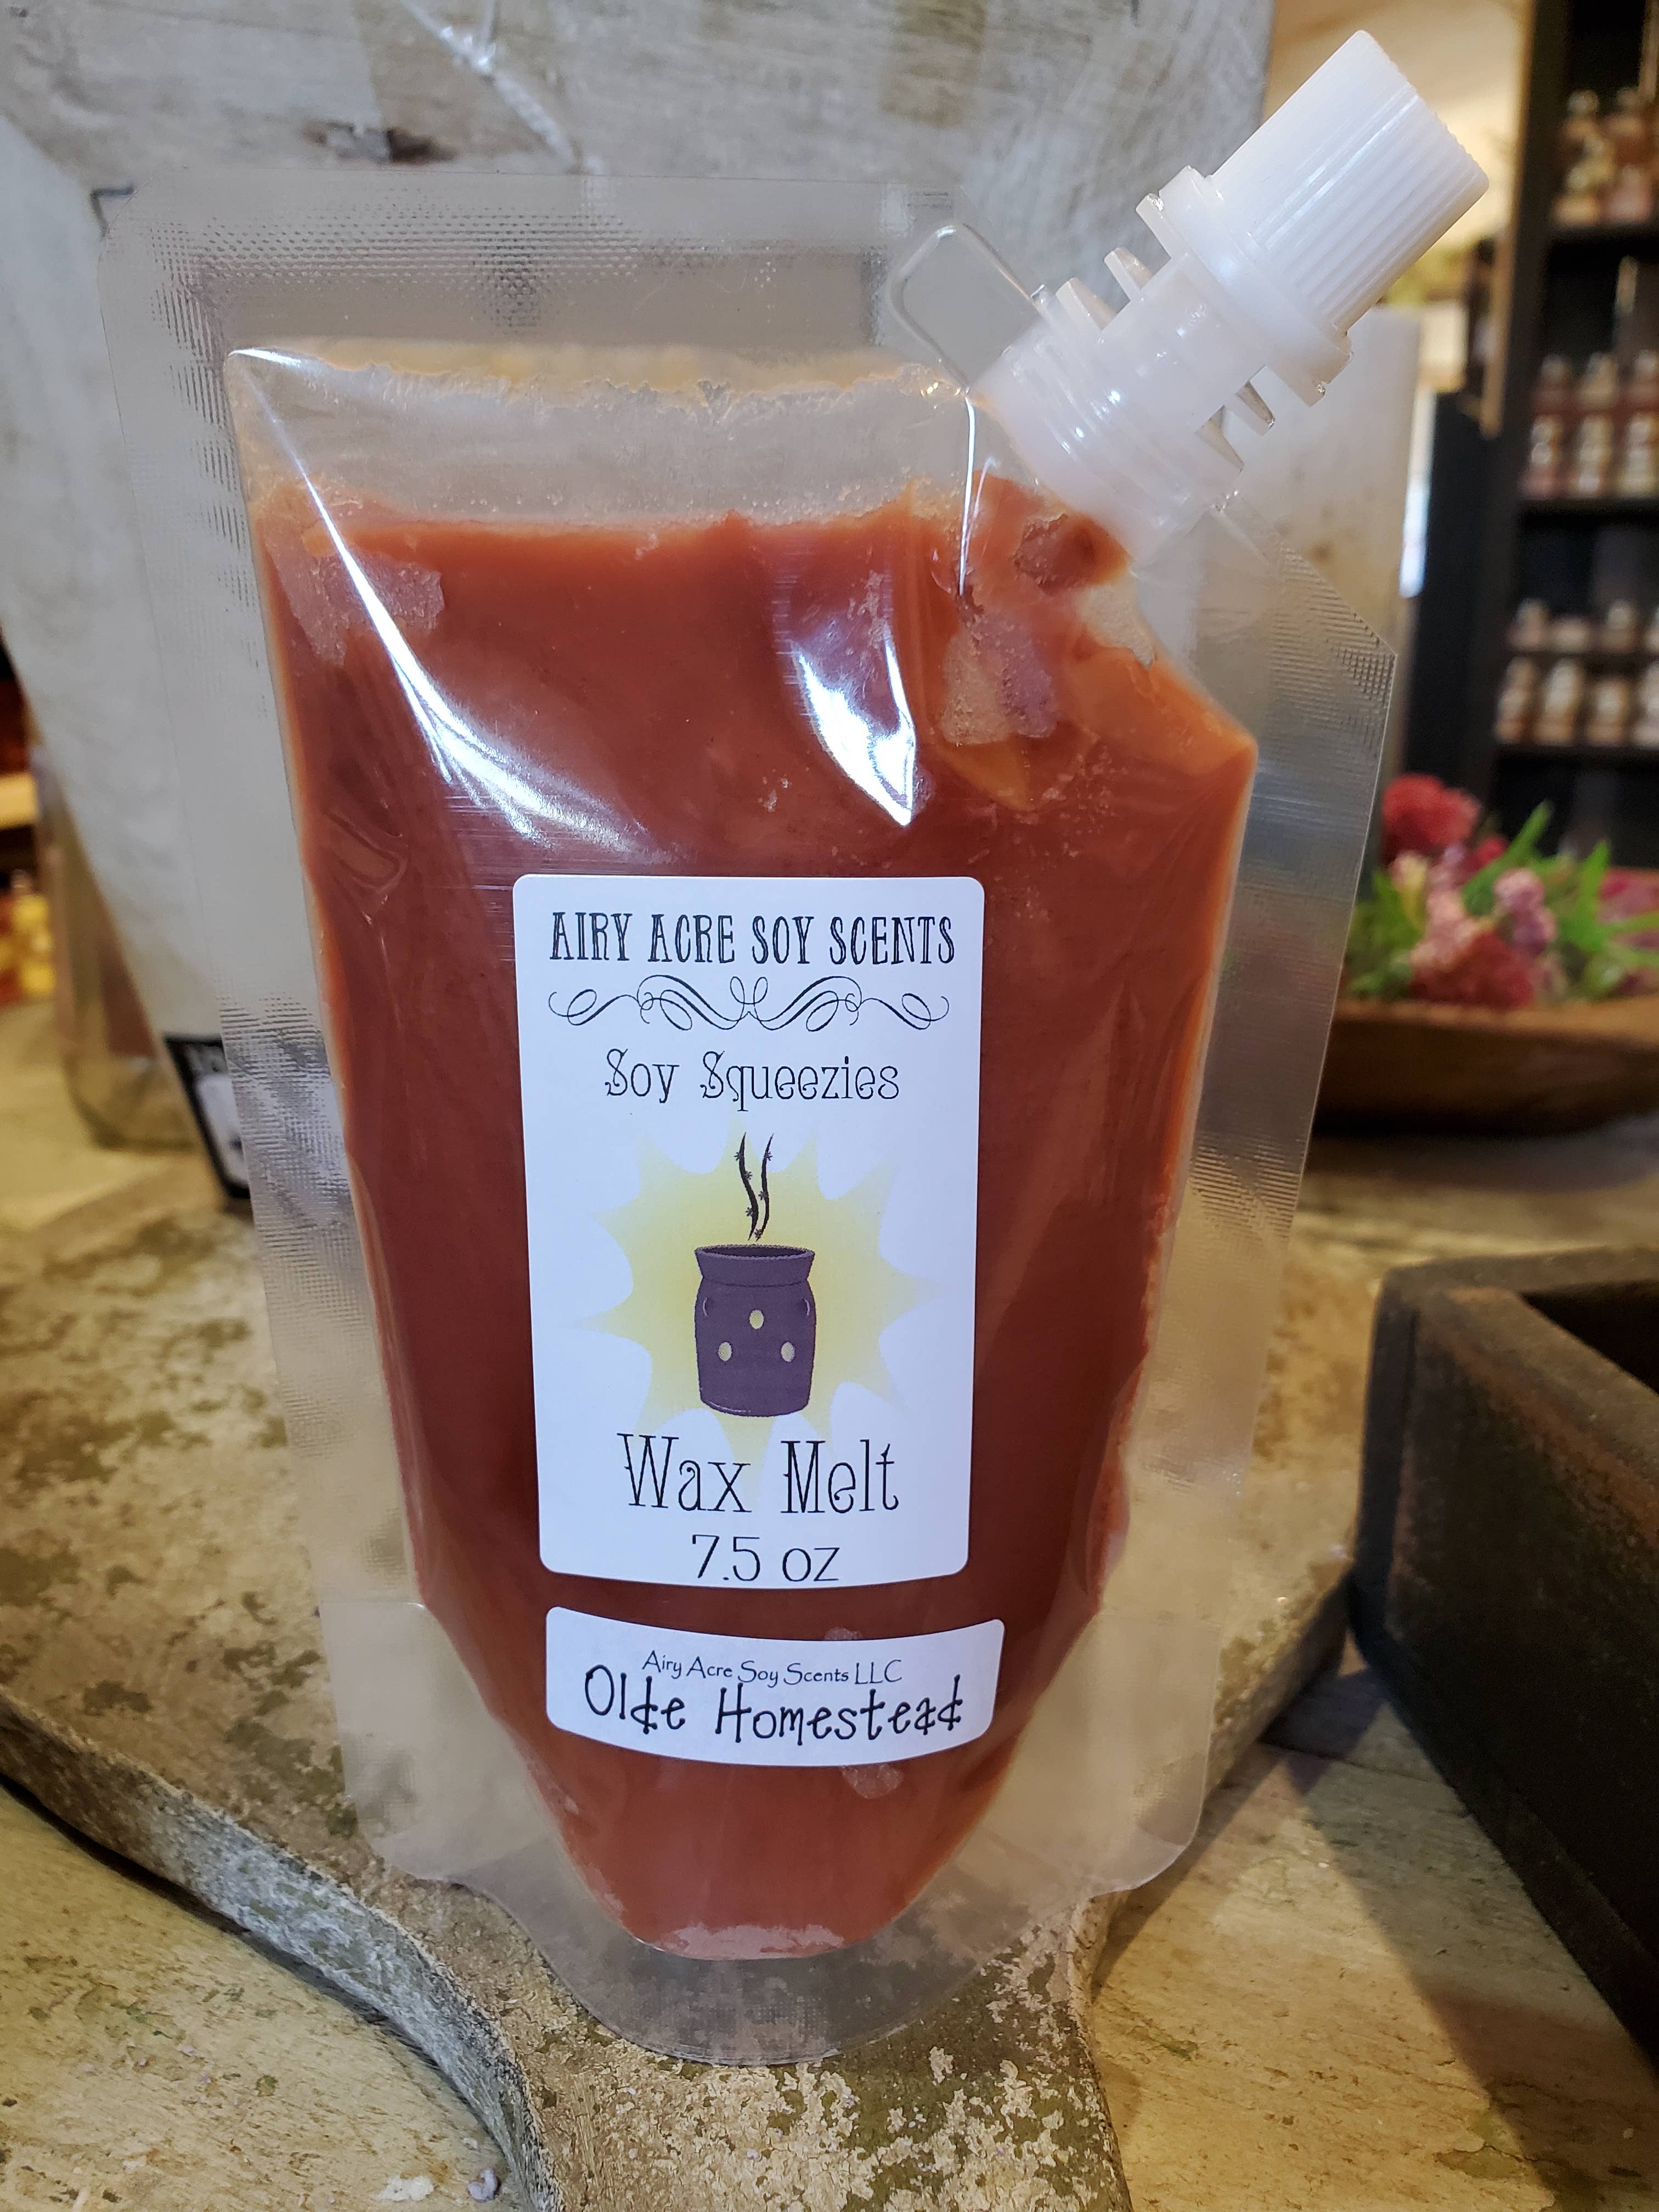 AIRY ACRE SOY SCENTS
Soy Squeezies
Wax Melt
7.5 oz
Airy Acre Soy Scents LLC
Olde Homestead